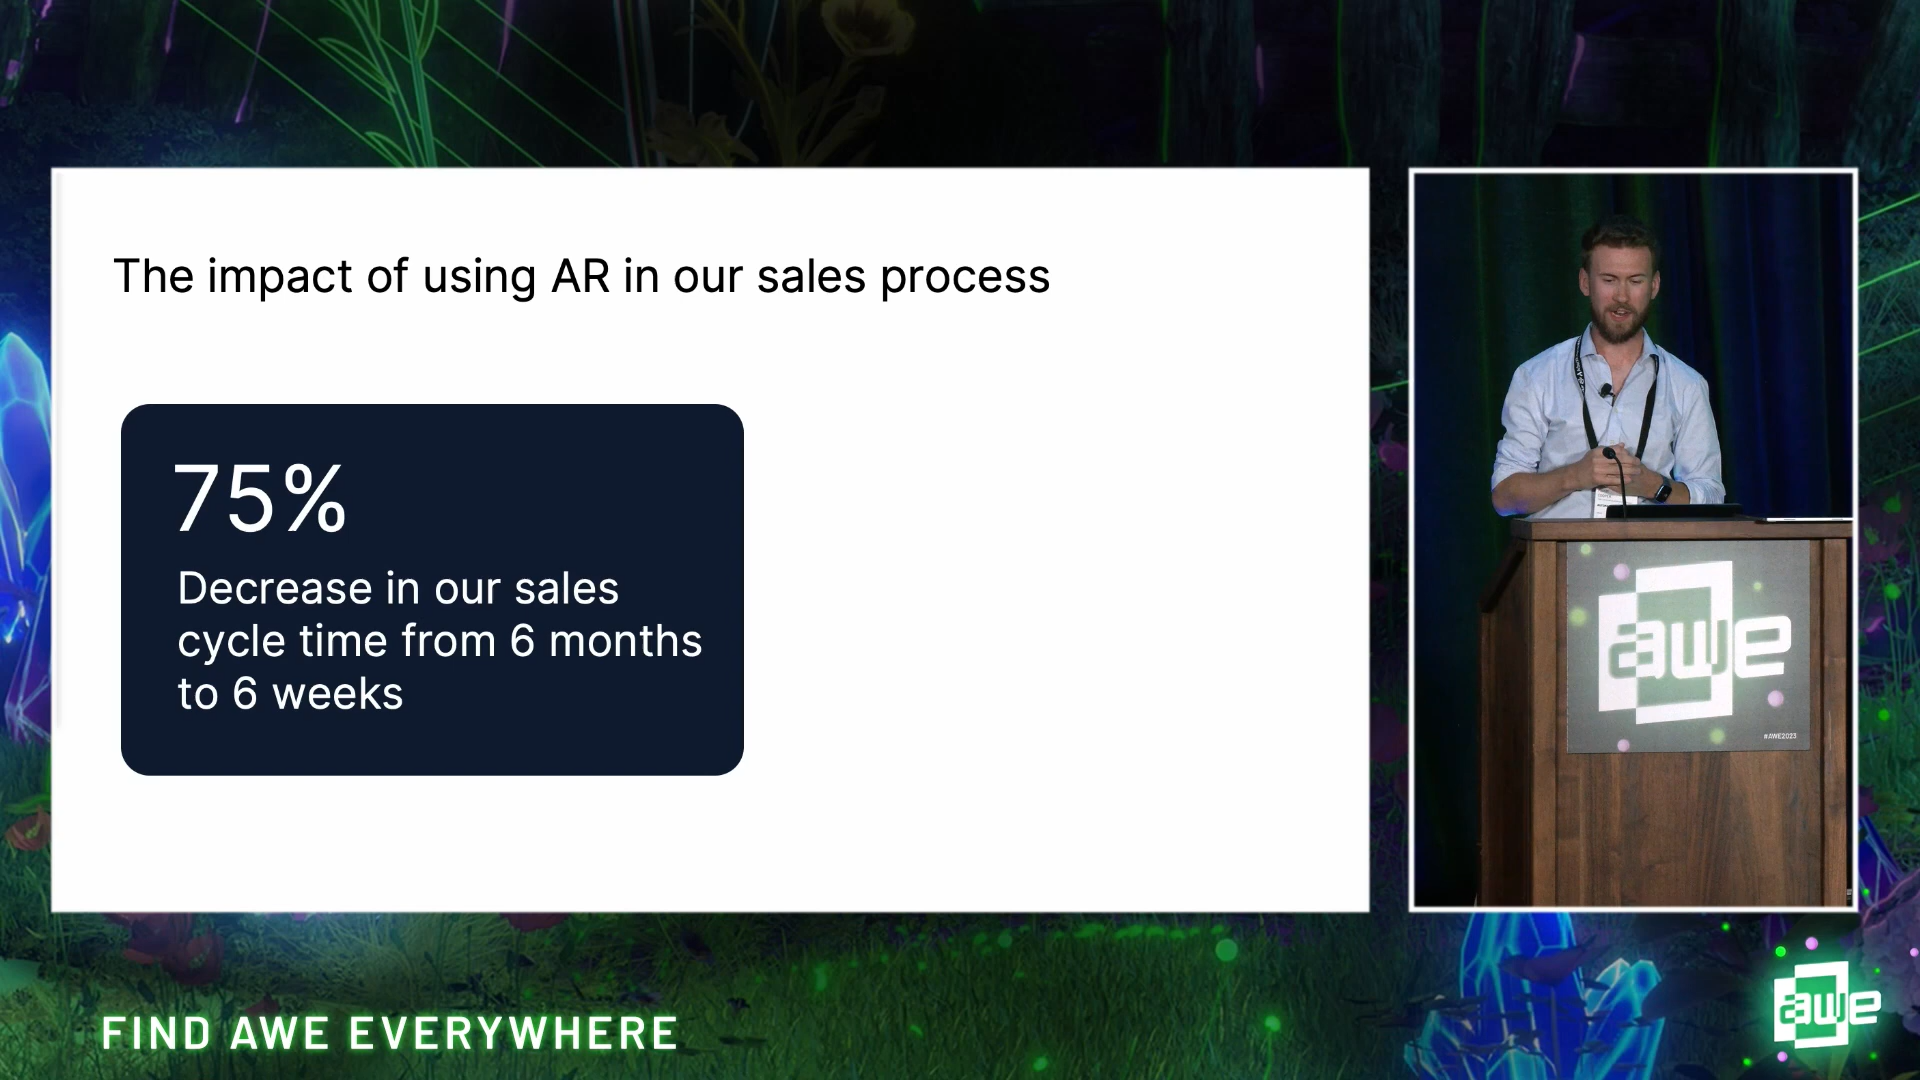 The impact of using AR in our sales process
75%
Decrease in our sales
cycle time from 6 months
to 6 weeks
awe
#AWE2023
FIND AWE EVERYWHERE
awe